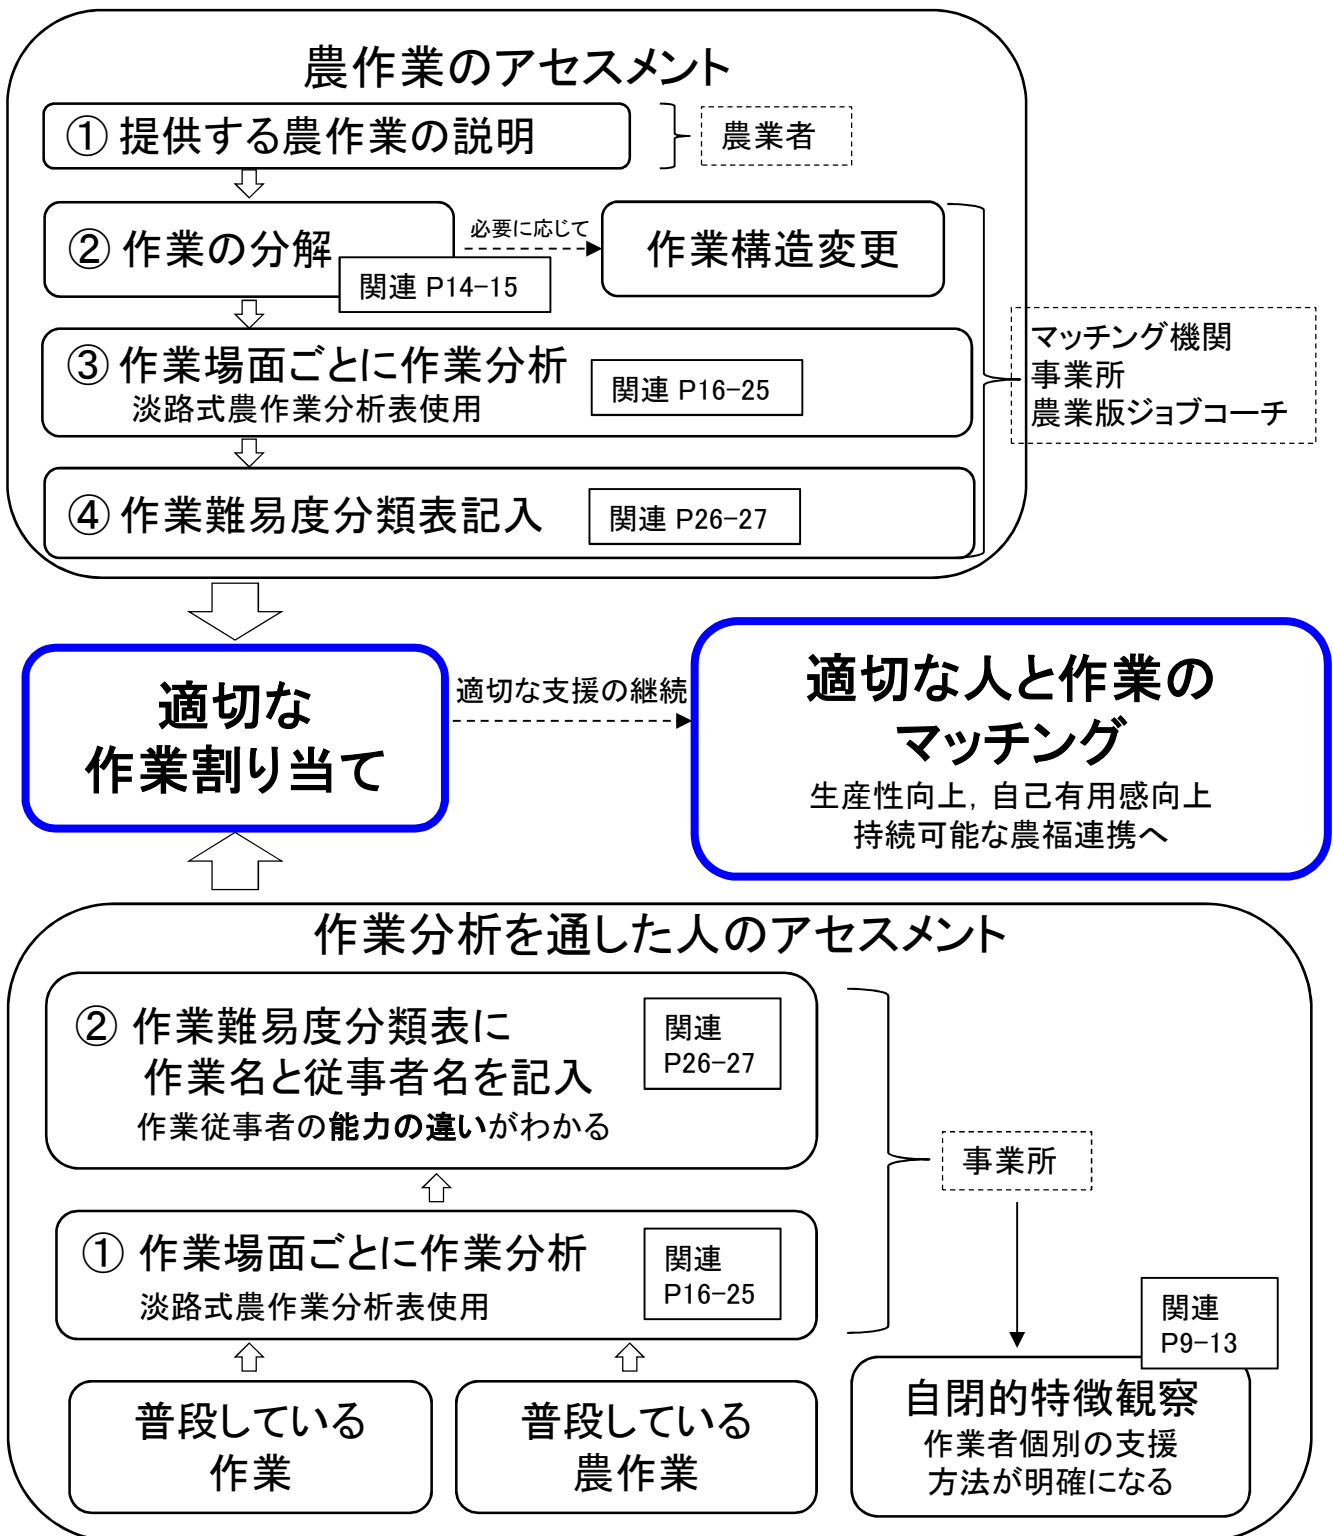 農作業のアセスメント
① 提供する農作業の説明
農業者
② 作業の分解
関連 P14-15
必要に応じて
作業構造変更
③ 作業場面ごとに作業分析
淡路式農作業分析表使用
関連 P16-25
④ 作業難易度分類表記入
関連 P26-27
マッチング機関
事業所
農業版ジョブコーチ
適切な
作業割り当て
適切な支援の継続
適切な人と作業の
マッチング
生産性向上, 自己有用感向上
持続可能な農福連携へ
作業分析を通した人のアセスメント
② 作業難易度分類表に
作業名と従事者名を記入
作業従事者の能力の違いがわかる
関連
P26-27
事業所
① 作業場面ごとに作業分析
淡路式農作業分析表使用
関連
P16-25
普段している
作業
普段している
農作業
関連
P9-13
自閉的特徴観察
作業者個別の支援
方法が明確になる